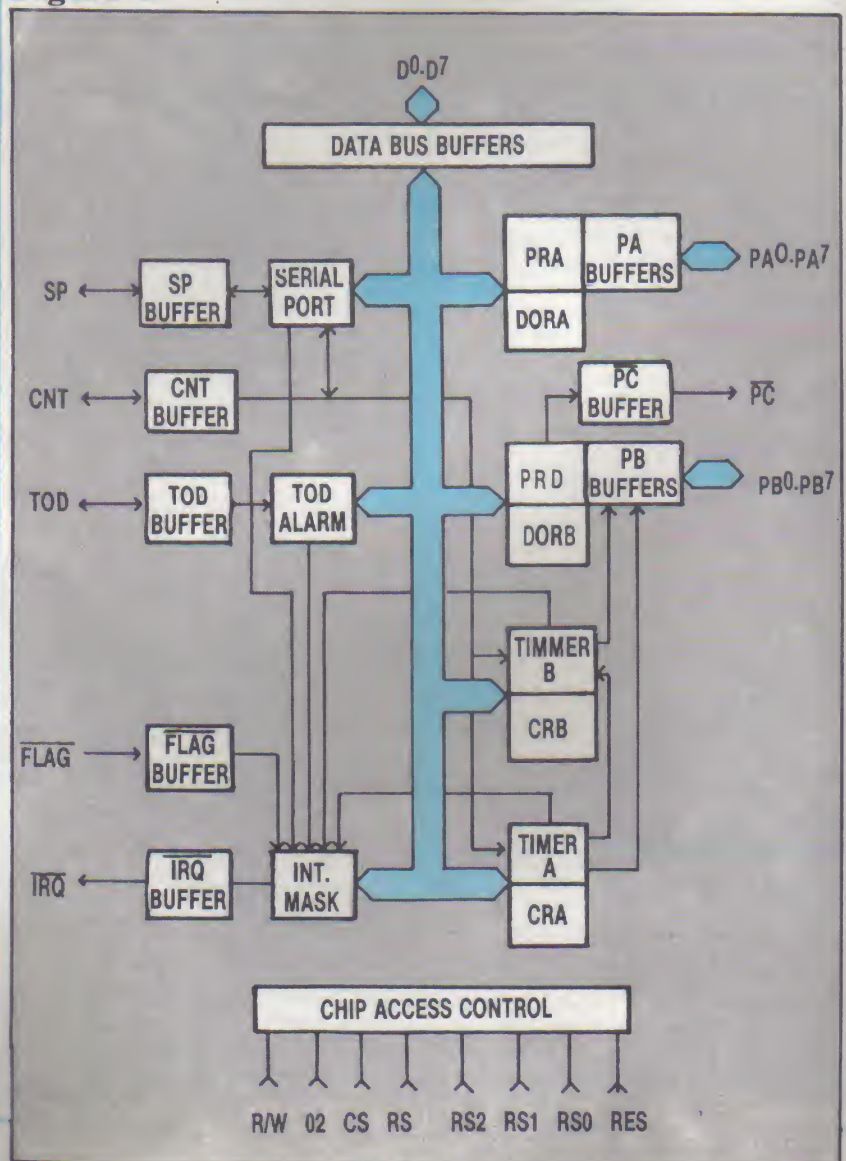 D0-D7
DATA BUS BUFFERS
SP
SP
BUFFER
SERIAL
PORT
PRA
PA
BUFFERS
PA0-PA7
DORA
CNT
CNT
BUFFER
PC
BUFFER
PC
TOD
TOD
BUFFER
TOD
ALARM
PRD
PB
BUFFERS
PB0-PB7
DORB
TIMMER
B
CRB
FLAG
FLAG
BUFFER
IRQ
IRQ
BUFFER
INT.
MASK
TIMER
A
CRA
CHIP ACCESS CONTROL
R/W 02 CS RS RS2 RS1 RS0 RES